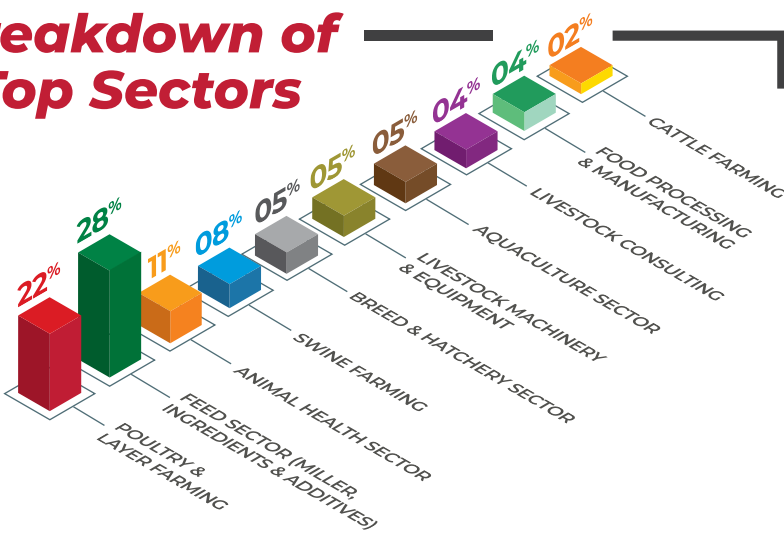 eakdown of
op Sectors
22%
28%
11%
08%
05%
05%
05%
04%
04%
02%
POULTRY &
LAYER FARMING
FEED SECTOR (MILLER,
INGREDIENTS & ADDITIVES)
ANIMAL HEALTH SECTOR
SWINE FARMING
BREED & HATCHERY SECTOR
LIVESTOCK MACHINERY
& EQUIPMENT
AQUACULTURE SECTOR
LIVESTOCK CONSULTING
FOOD PROCESSING
& MANUFACTURING
CATTLE FARMING